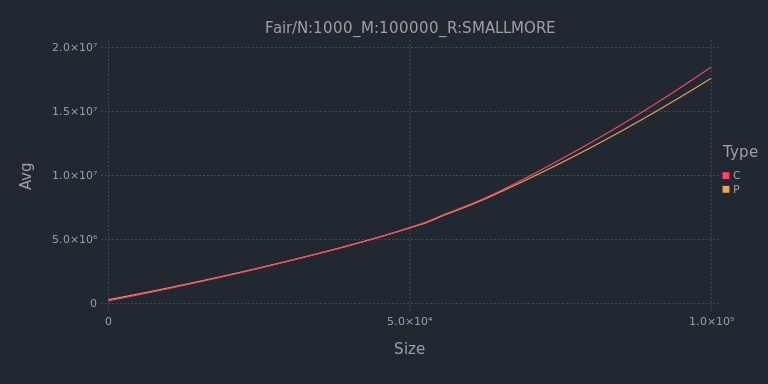 Fair/N:1000_M:100000_R:SMALLMORE
2.0×10⁷
1.5×10⁷
1.0×10⁷
5.0×10⁶
0
Avg
0
5.0×10⁴
1.0×10⁵
Size
Type
C
P